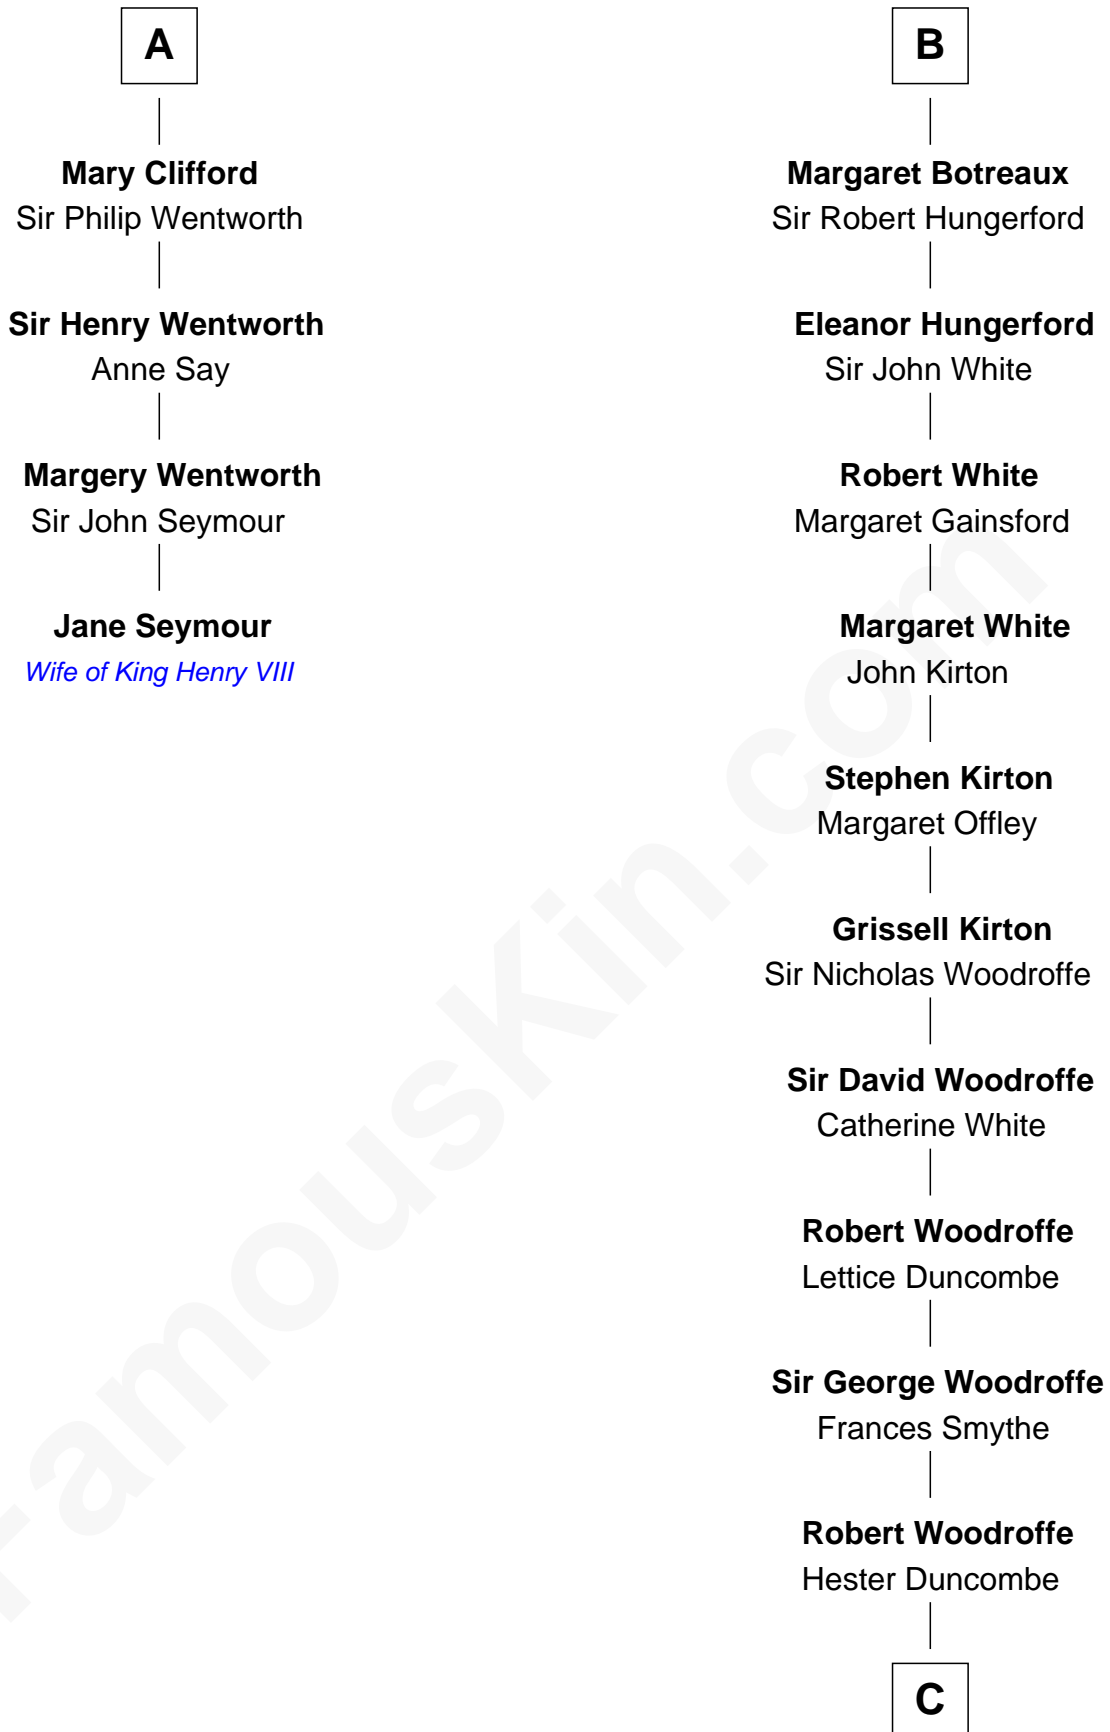 A
Mary Clifford
Sir Philip Wentworth
Sir Henry Wentworth
Anne Say
Margery Wentworth
Sir John Seymour
Jane Seymour
Wife of King Henry VIII
B
Margaret Botreaux
Sir Robert Hungerford
Eleanor Hungerford
Sir John White
Robert White
Margaret Gainsford
Margaret White
John Kirton
Stephen Kirton
Margaret Offley
Grissell Kirton
Sir Nicholas Woodroffe
Sir David Woodroffe
Catherine White
Robert Woodroffe
Lettice Duncombe
Sir George Woodroffe
Frances Smythe
Robert Woodroffe
Hester Duncombe
C
FamousKin.com